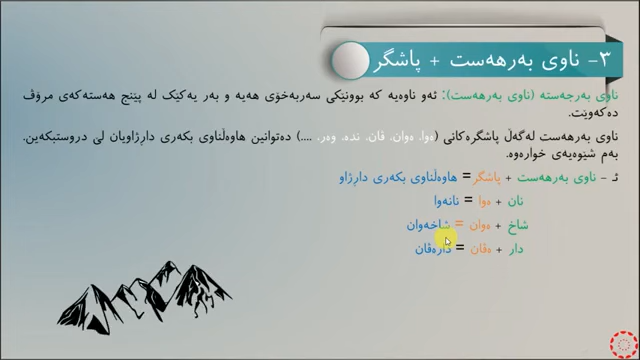 ٣- ناوی بەرهەست + پاشگر
ناوی بەرجەستە (ناوی بەرهەست): ئەو ناوەیە کە بوونێکی سەربەخۆی هەیە و بەر یەکێک لە پێنج هەستەکەی مرۆڤ
دەکەوێت.
ناوی بەرهەست لەگەڵ پاشگرەکانی (ەوا، ەوان، ڤان، ندە، وەر، ....) دەتوانین هاوەڵناوی بکەری داڕژاویان لێ دروستبکەین.
بەم شێوەیەی خوارەوە.
ئـ - ناوی بەرهەست + پاشگر= هاوەڵناوی بکەری داڕژاو
نان + ەوا = نانەوا
شاخ + ەوان = شاخەوان
دار + ەڤان = دارەڤان